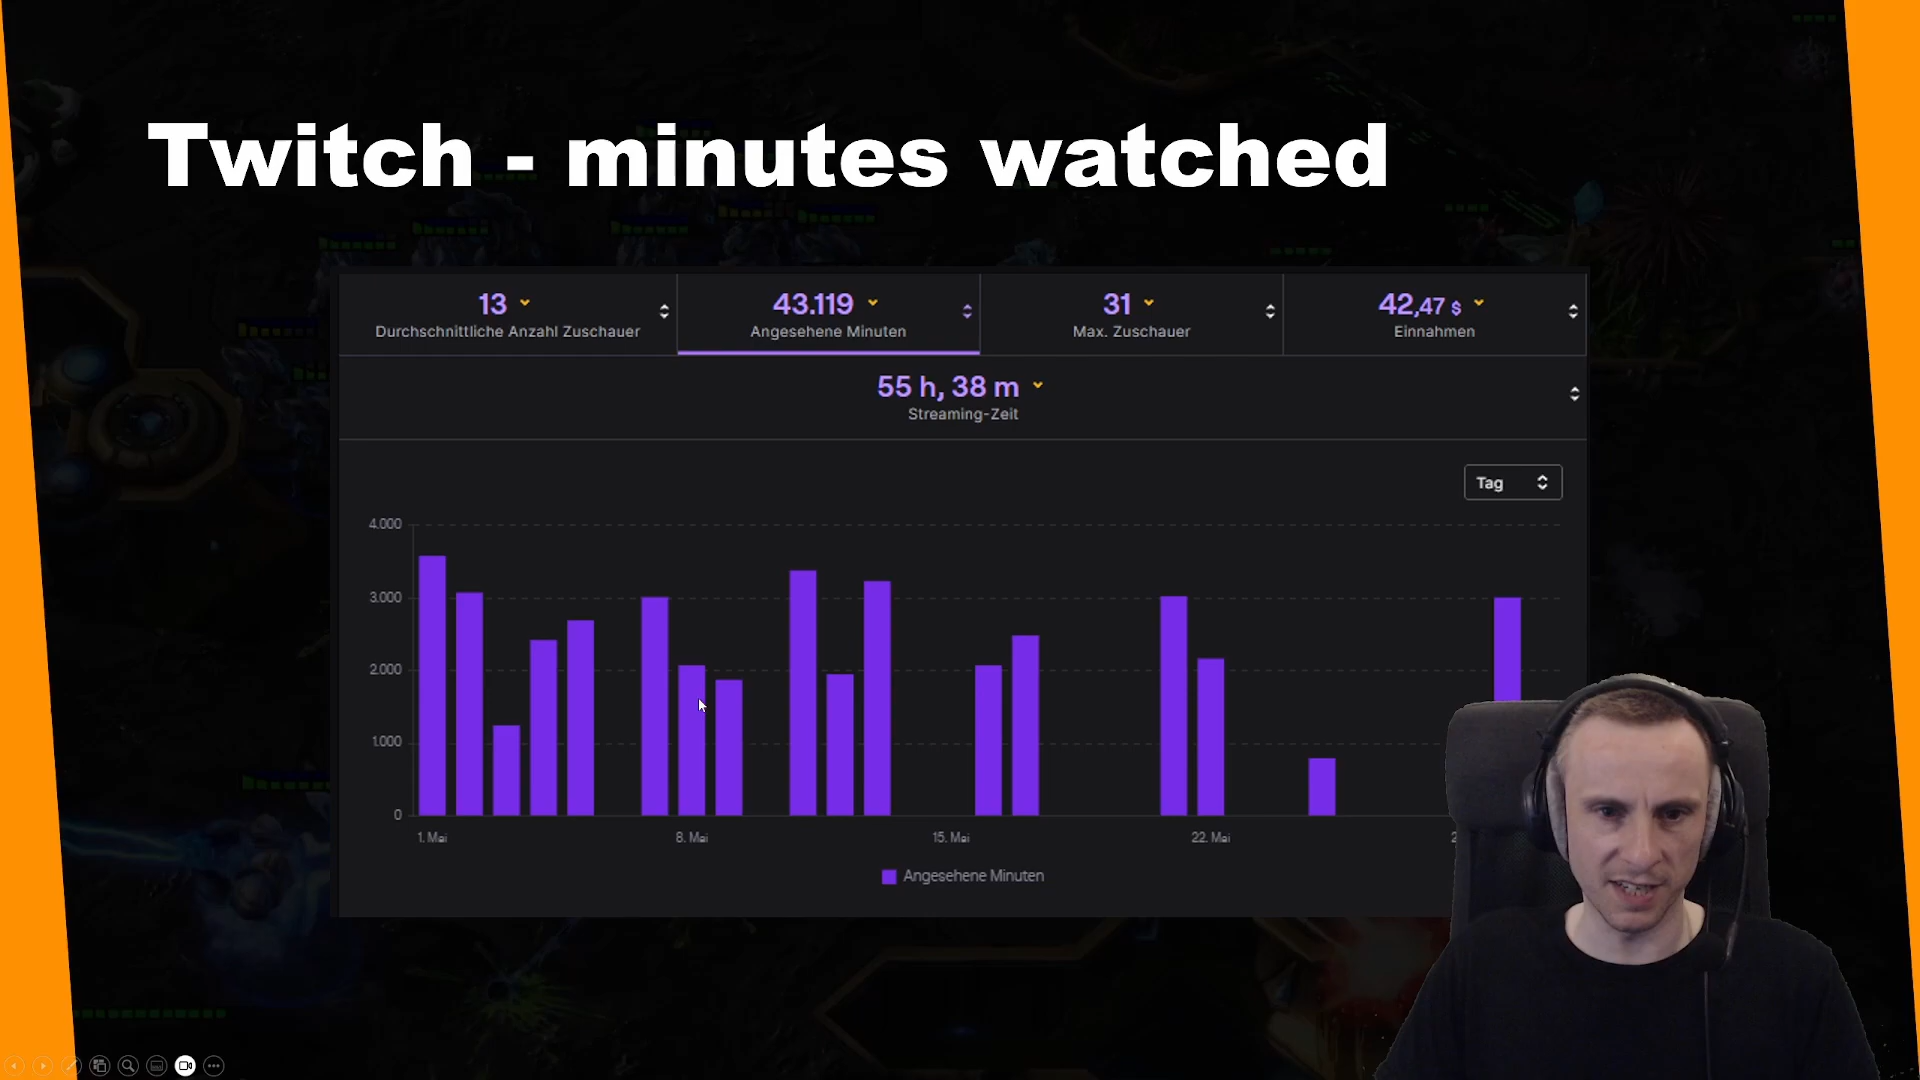 Twitch - minutes watched
13
Durchschnittliche Anzahl Zuschauer
43.119
Angesehene Minuten
31
Max. Zuschauer
42,47 $
Einnahmen
55 h, 38 m
Streaming-Zeit
Tag
4.000
3.000
2.000
1.000
0
1. Mai
8. Mai
15. Mai
22. Mai
Angesehene Minuten